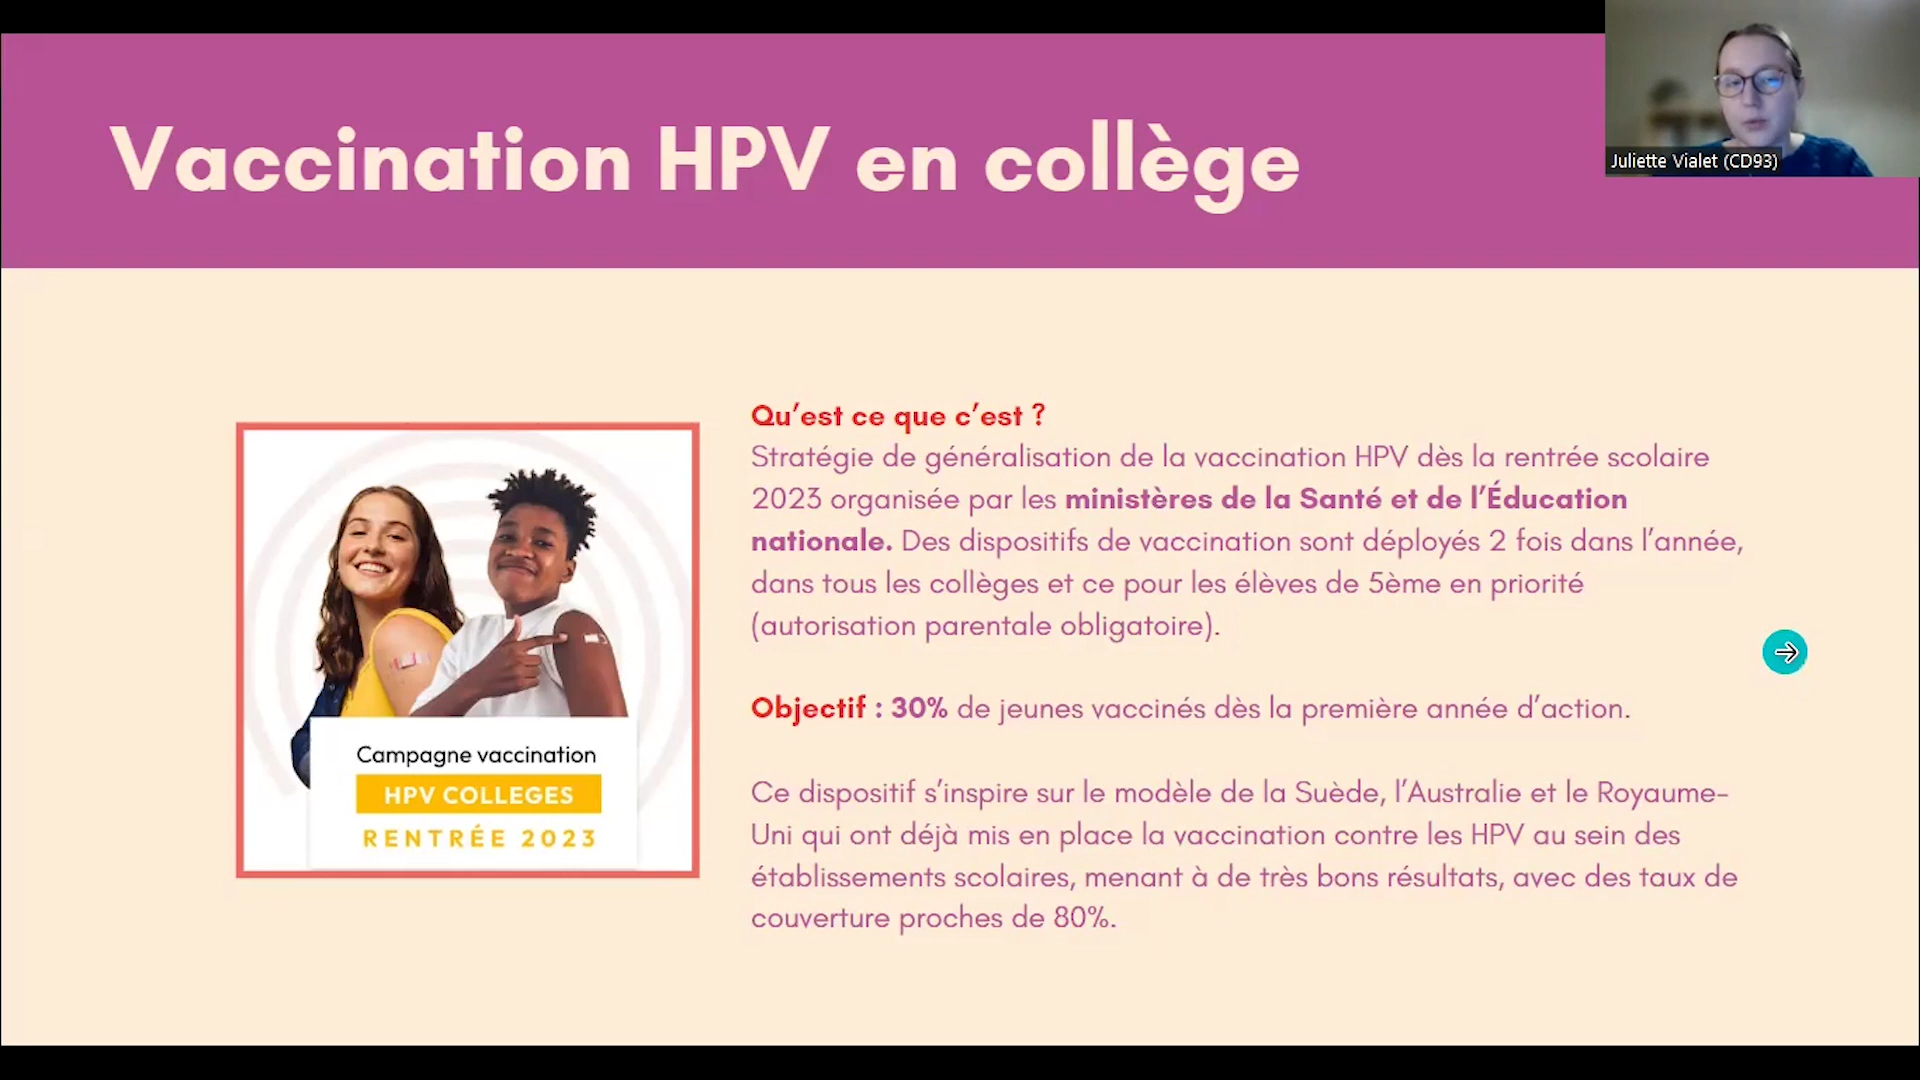 Vaccination HPV en collège
Juliette Vialet (CD93)
Qu’est ce que c’est ?
Stratégie de généralisation de la vaccination HPV dès la rentrée scolaire
2023 organisée par les ministères de la Santé et de l’Éducation
nationale. Des dispositifs de vaccination sont déployés 2 fois dans l’année,
dans tous les collèges et ce pour les élèves de 5ème en priorité
(autorisation parentale obligatoire).
Objectif : 30% de jeunes vaccinés dès la première année d’action.
Ce dispositif s’inspire sur le modèle de la Suède, l’Australie et le Royaume-
Uni qui ont déjà mis en place la vaccination contre les HPV au sein des
établissements scolaires, menant à de très bons résultats, avec des taux de
couverture proches de 80%.
Campagne vaccination
HPV COLLEGES
RENTRÉE 2023